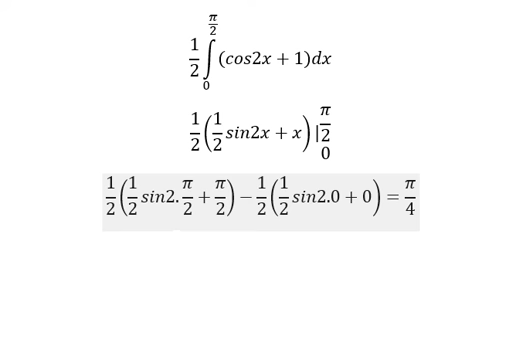 ½∫₀^(π/2) (cos2x + 1)dx
½(½ sin2x + x)|₀^(π/2)
½(½ sin2.π/2 + π/2) − ½(½ sin2.0 + 0) = π/4